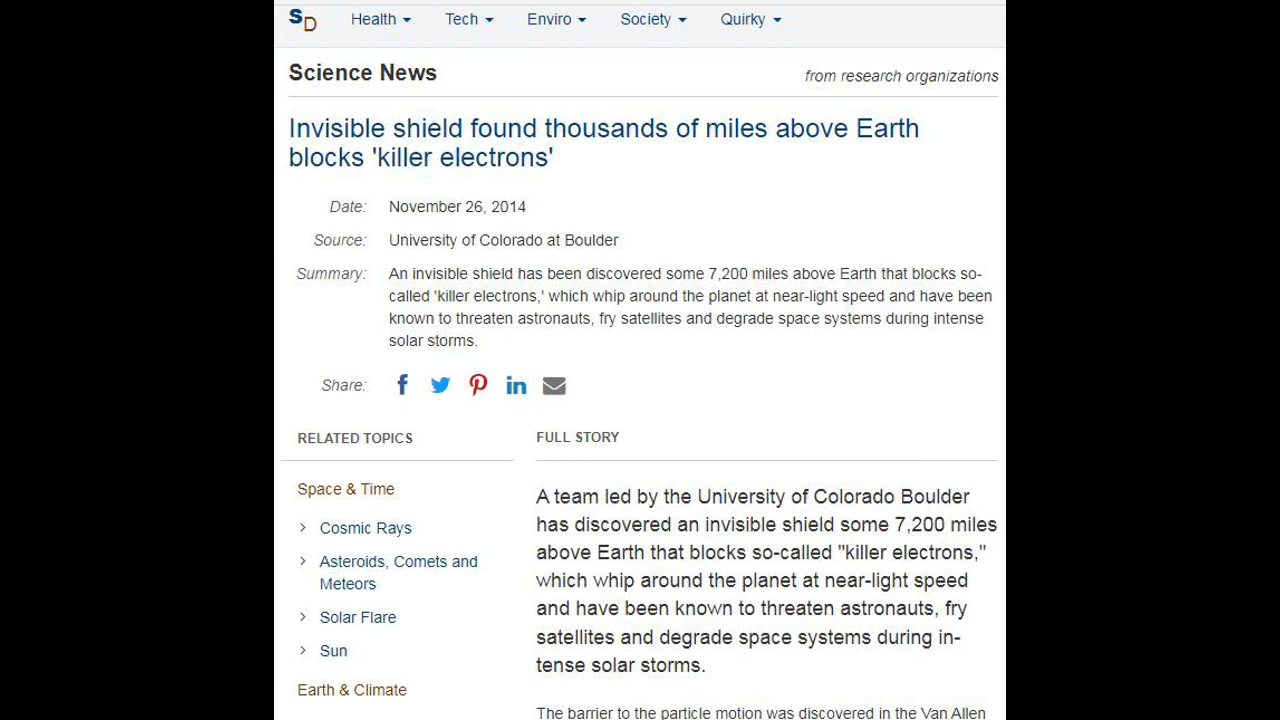 SD Health Tech Enviro Society Quirky
Science News
from research organizations
Invisible shield found thousands of miles above Earth
blocks 'killer electrons'
Date: November 26, 2014
Source: University of Colorado at Boulder
Summary: An invisible shield has been discovered some 7,200 miles above Earth that blocks so-
called 'killer electrons,' which whip around the planet at near-light speed and have been
known to threaten astronauts, fry satellites and degrade space systems during intense
solar storms.
Share:
RELATED TOPICS
Space & Time
Cosmic Rays
Asteroids, Comets and
Meteors
Solar Flare
Sun
Earth & Climate
FULL STORY
A team led by the University of Colorado Boulder
has discovered an invisible shield some 7,200 miles
above Earth that blocks so-called "killer electrons,"
which whip around the planet at near-light speed
and have been known to threaten astronauts, fry
satellites and degrade space systems during in-
tense solar storms.
The barrier to the particle motion was discovered in the Van Allen